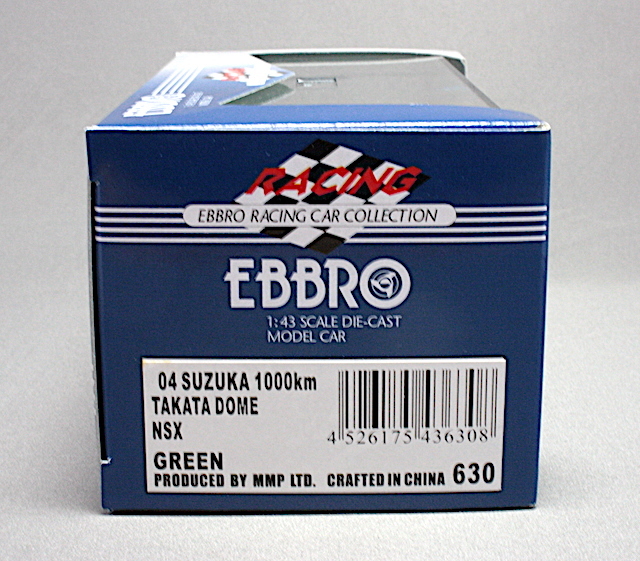 EBBRO
RACING
EBBRO RACING CAR COLLECTION
EBBRO
1:43 SCALE DIE-CAST
MODEL CAR
04 SUZUKA 1000km
TAKATA DOME
NSX
4 526175 436308
GREEN
PRODUCED BY MMP LTD. CRAFTED IN CHINA 630